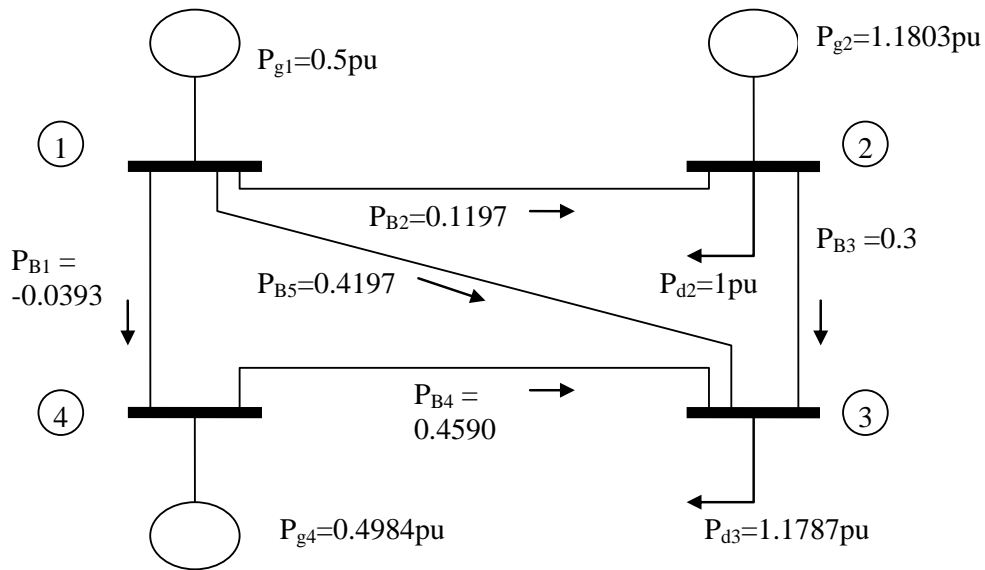 P_g1=0.5pu
P_g2=1.1803pu
1
2
P_B2=0.1197
P_B3 =0.3
P_B1 =
-0.0393
P_B5=0.4197
P_d2=1pu
4
P_B4 =
0.4590
3
P_g4=0.4984pu
P_d3=1.1787pu